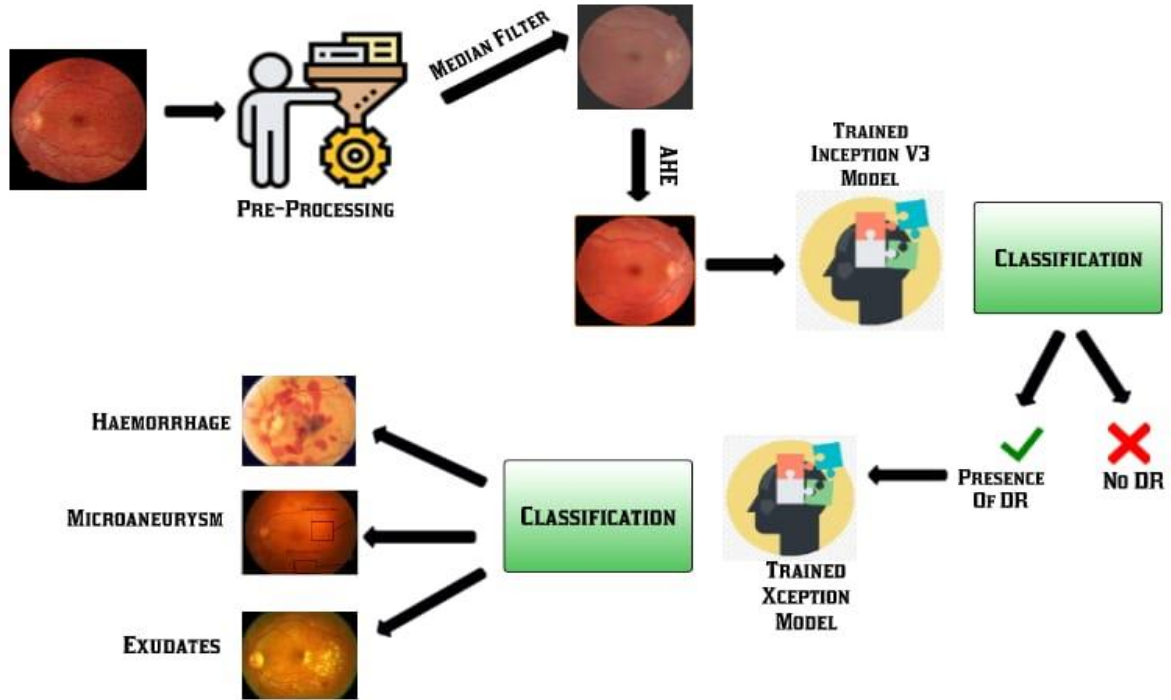 Pre-Processing
Median Filter
AHE
Trained
Inception V3
Model
Classification
Presence
Of DR
No DR
Trained
Xception
Model
Classification
Haemorrhage
Microaneurysm
Exudates